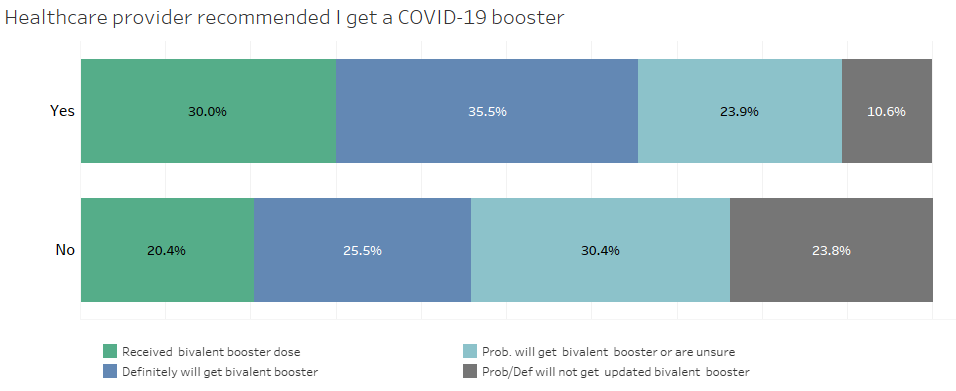 Healthcare provider recommended I get a COVID-19 booster
Yes 30.0% 35.5% 23.9% 10.6%
No 20.4% 25.5% 30.4% 23.8%
Received bivalent booster dose Prob. will get bivalent booster or are unsure
Definitely will get bivalent booster Prob/Def will not get updated bivalent booster